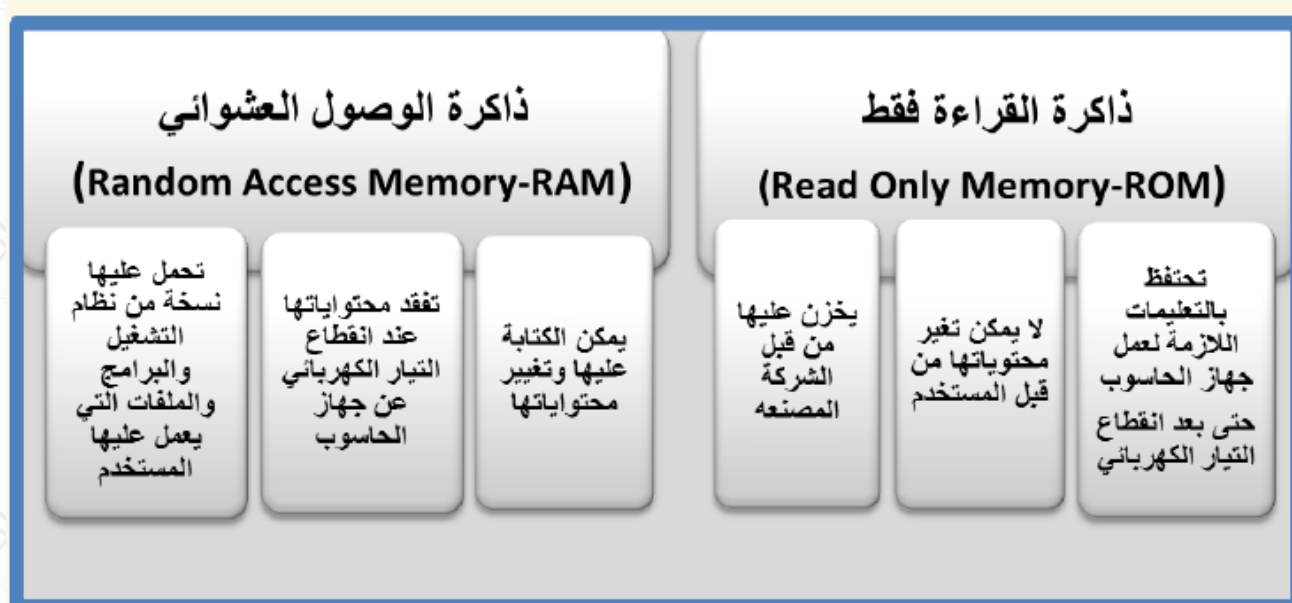 ذاكرة القراءة فقط
(Read Only Memory-ROM)
تحتفظ
بالتعليمات
اللازمة لعمل
جهاز الحاسوب
حتى بعد انقطاع
التيار الكهربائي
لا يمكن تغير
محتوياتها من
قبل المستخدم
يخزن عليها
من قبل
الشركة
المصنعه
ذاكرة الوصول العشوائي
(Random Access Memory-RAM)
يمكن الكتابة
عليها وتغيير
محتواياتها
تفقد محتواياتها
عند انقطاع
التيار الكهربائي
عن جهاز
الحاسوب
تحمل عليها
نسخة من نظام
التشغيل
والبرامج
والملفات التي
يعمل عليها
المستخدم